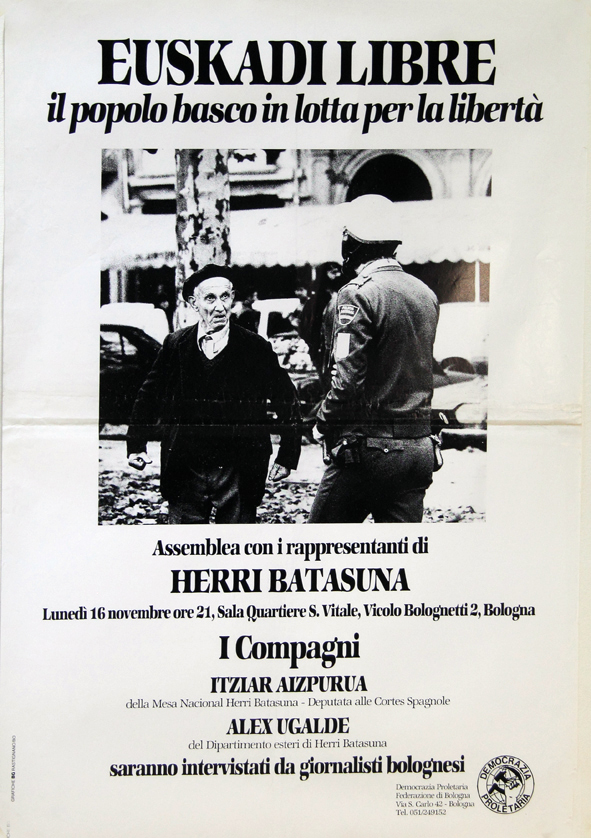 EUSKADI LIBRE
il popolo basco in lotta per la libertà
Assemblea con i rappresentanti di
HERRI BATASUNA
Lunedì 16 novembre ore 21, Sala Quartiere S. Vitale, Vicolo Bolognetti 2, Bologna
I Compagni
ITZIAR AIZPURUA
della Mesa Nacional Herri Batasuna - Deputata alle Cortes Spagnole
ALEX UGALDE
del Dipartimento esteri di Herri Batasuna
saranno intervistati da giornalisti bolognesi
Democrazia Proletaria
Federazione di Bologna
Via S. Carlo 42 - Bologna
Tel. 051/249152
DEMOCRAZIA
PROLETARIA